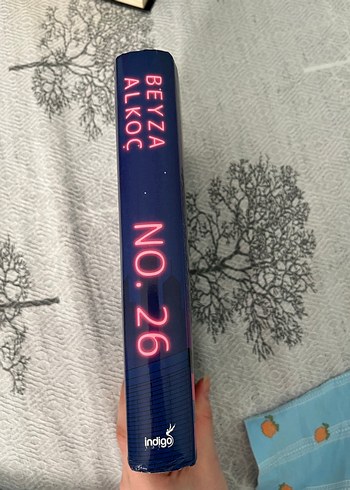 BEYZA
ALKOÇ
NO. 26
indigo